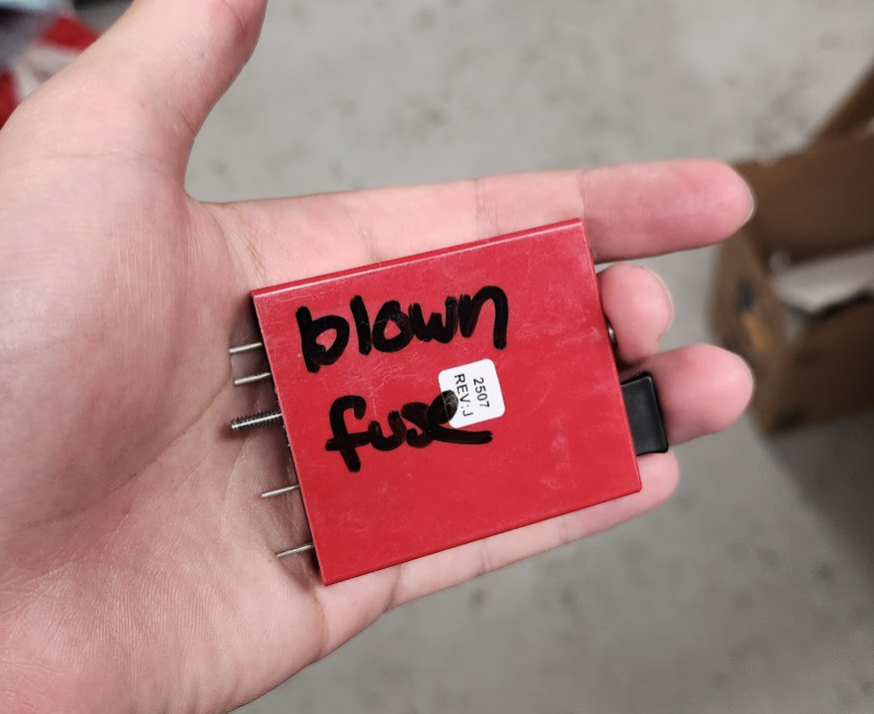 blown
fuse
2507
REV:J